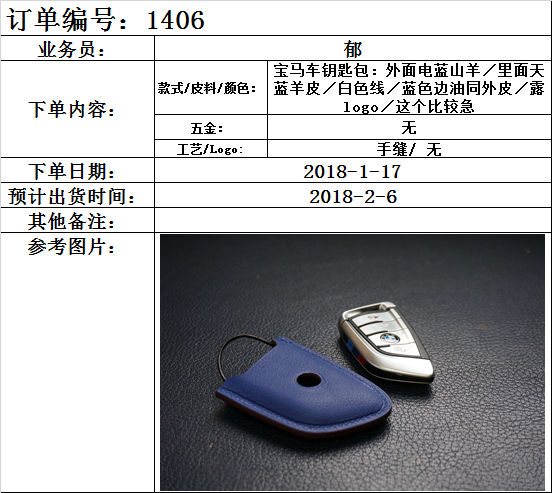 订单编号：1406
业务员： 郁
下单内容：
款式/皮料/颜色：
宝马车钥匙包：外面电蓝山羊／里面天
蓝羊皮／白色线／蓝色边油同外皮／露
logo／这个比较急
五金： 无
工艺/Logo： 手缝/ 无
下单日期： 2018-1-17
预计出货时间： 2018-2-6
其他备注：
参考图片：